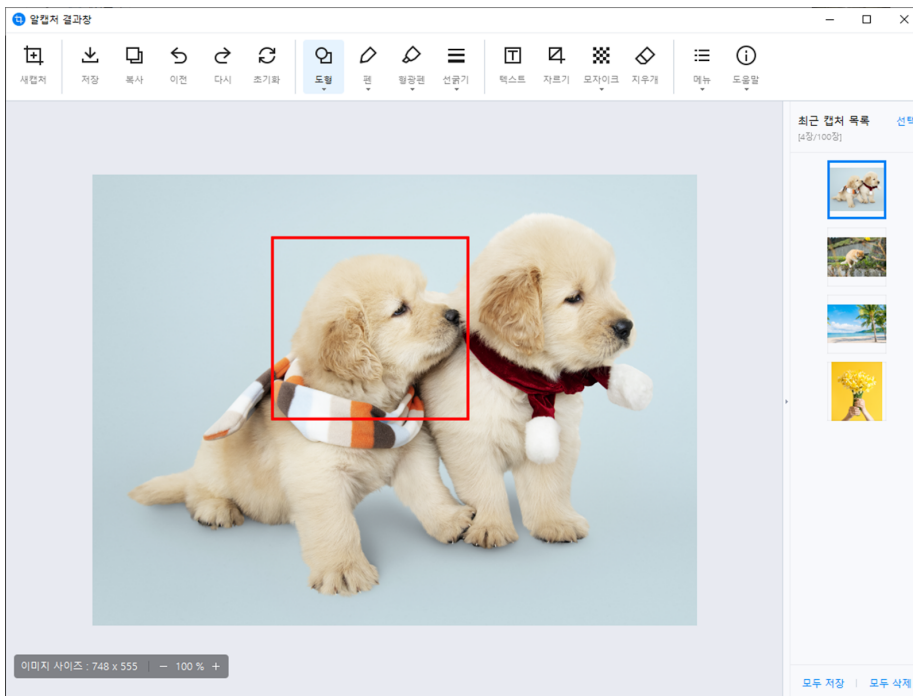 알캡처 결과창
새캡처 저장 복사 이전 다시 초기화 도형 펜 형광펜 선굵기 텍스트 자르기 모자이크 지우개 메뉴 도움말
최근 캡처 목록 선택
[4장/100장]
이미지 사이즈 : 748 x 555 | − 100 % +
모두 저장 | 모두 삭제